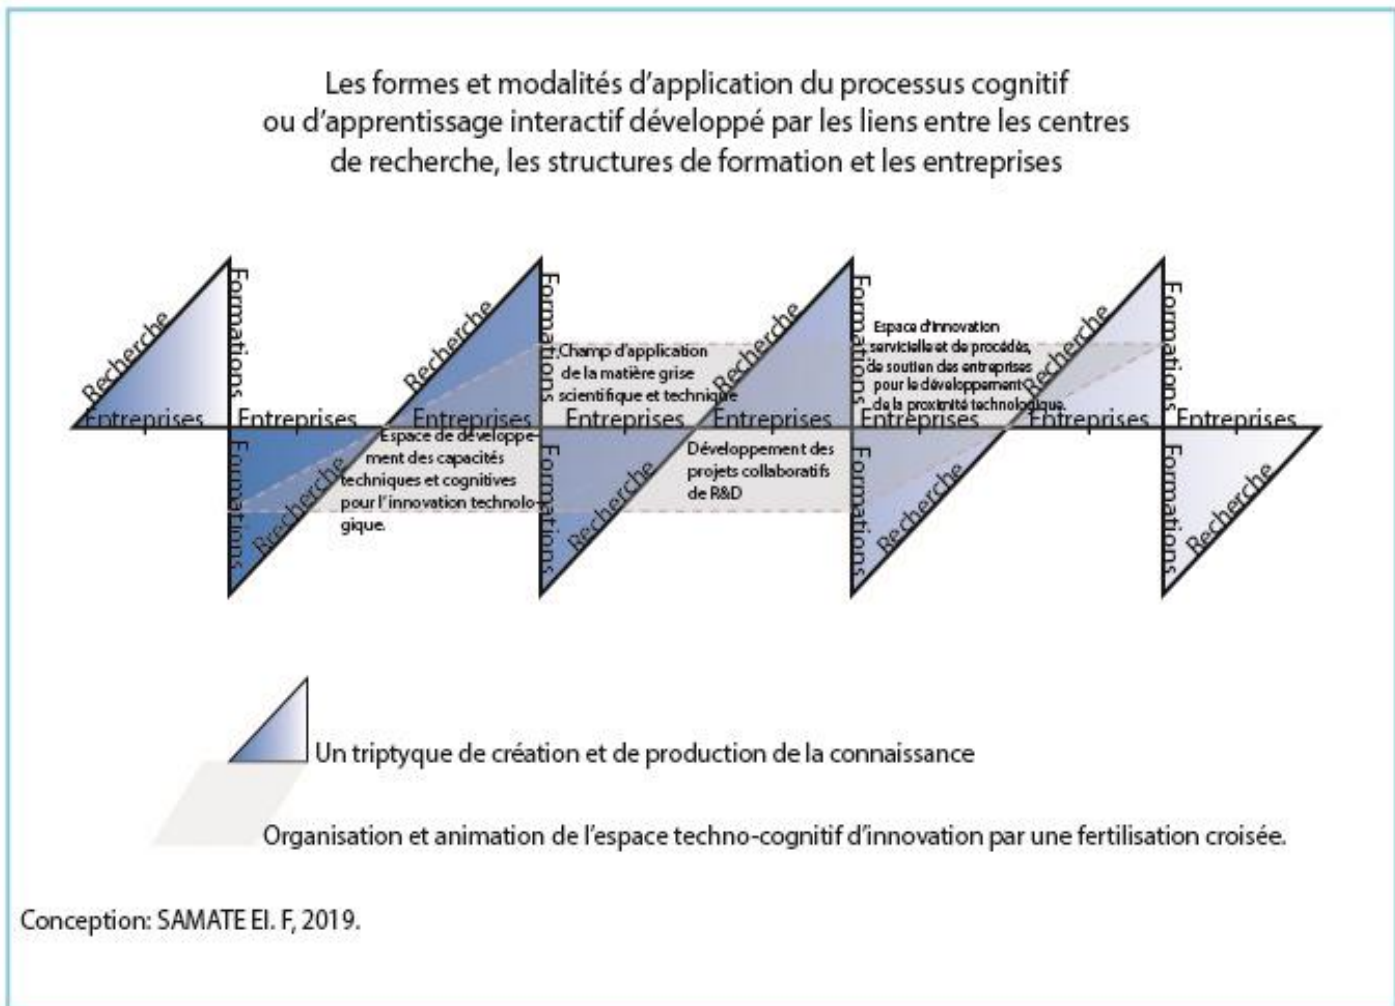 Les formes et modalités d'application du processus cognitif
ou d'apprentissage interactif développé par les liens entre les centres
de recherche, les structures de formation et les entreprises
Recherche
Formations
Entreprises
Entreprises
Formations
Recherche
Recherche
Formations
Entreprises
Espace de développe-
ment des capacités
techniques et cognitives
pour l'innovation technolo-
gique.
Champ d'application
de la matière grise
scientifique et technique
Entreprises
Formations
Recherche
Recherche
Formations
Entreprises
Développement des
projets collaboratifs
de R&D
Espace d'innovation
servicielle et de procédés,
de soutien des entreprises
pour le développement
de la proximité technologique.
Entreprises
Formations
Recherche
Recherche
Formations
Entreprises
Entreprises
Formations
Recherche
Un triptyque de création et de production de la connaissance
Organisation et animation de l'espace techno-cognitif d'innovation par une fertilisation croisée.
Conception: SAMATE El. F, 2019.